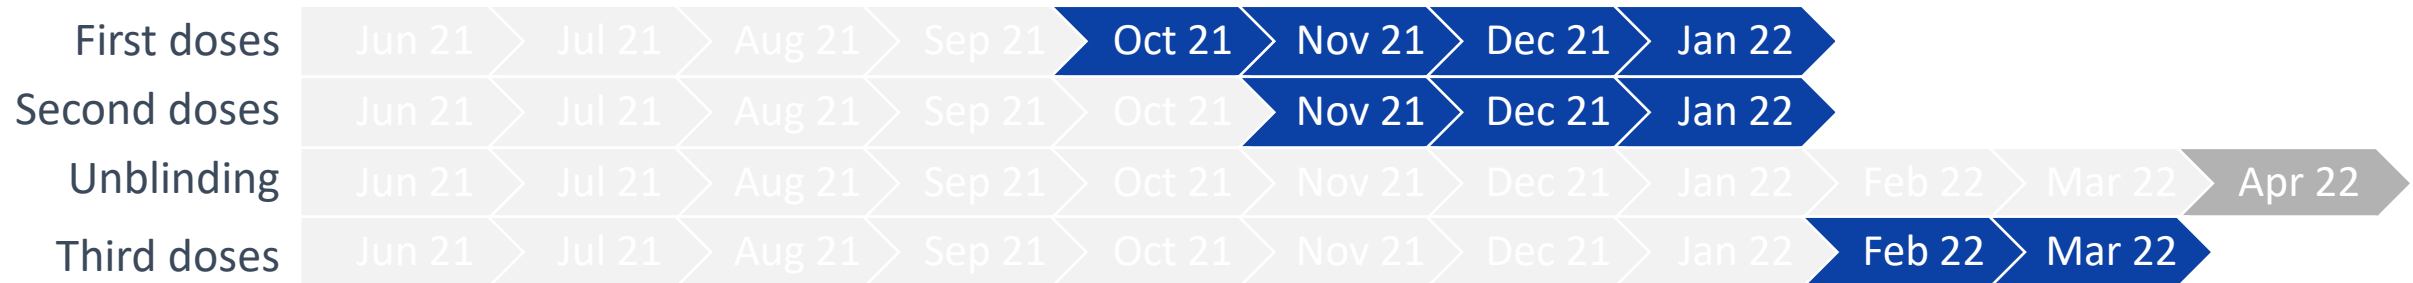 First doses Jun 21 Jul 21 Aug 21 Sep 21 Oct 21 Nov 21 Dec 21 Jan 22
Second doses Jun 21 Jul 21 Aug 21 Sep 21 Oct 21 Nov 21 Dec 21 Jan 22
Unblinding Jun 21 Jul 21 Aug 21 Sep 21 Oct 21 Nov 21 Dec 21 Jan 22 Feb 22 Mar 22 Apr 22
Third doses Jun 21 Jul 21 Aug 21 Sep 21 Oct 21 Nov 21 Dec 21 Jan 22 Feb 22 Mar 22